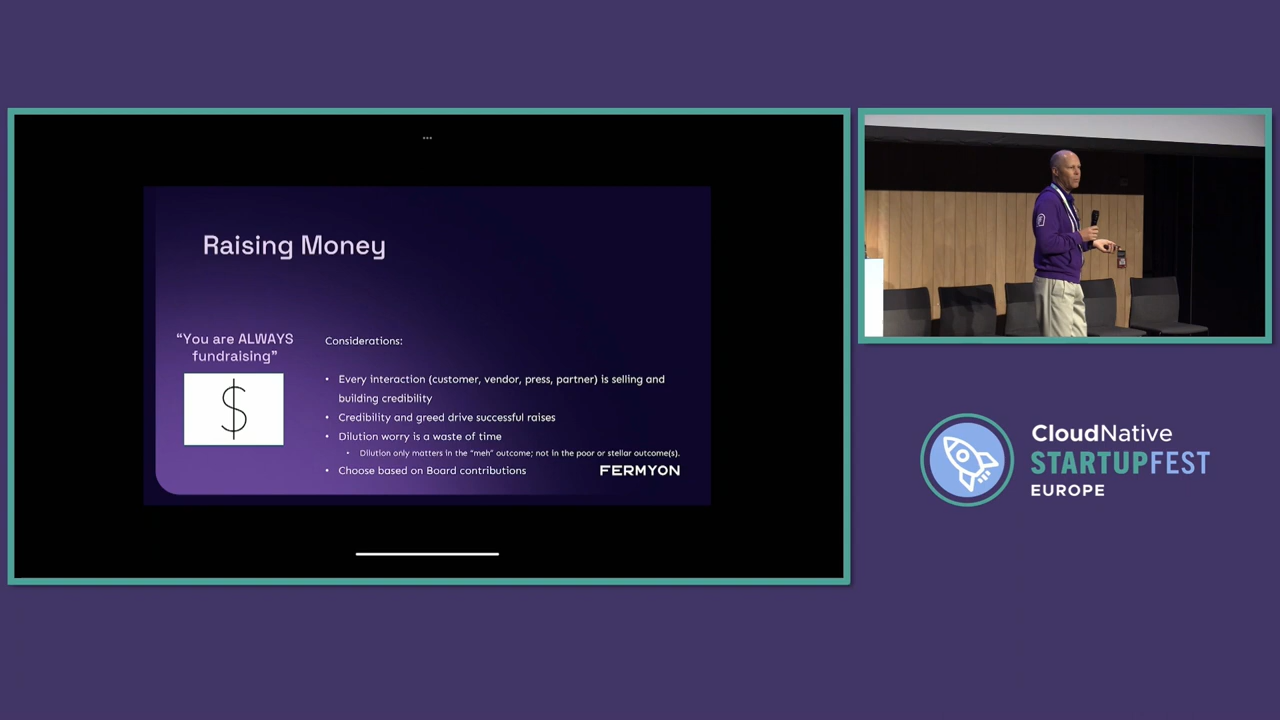 ...
Raising Money
“You are ALWAYS
fundraising”
$
Considerations:
• Every interaction (customer, vendor, press, partner) is selling and
building credibility
• Credibility and greed drive successful raises
• Dilution worry is a waste of time
• Dilution only matters in the “meh” outcome; not in the poor or stellar outcome(s).
• Choose based on Board contributions
FERMYON
CloudNative
STARTUPFEST
EUROPE